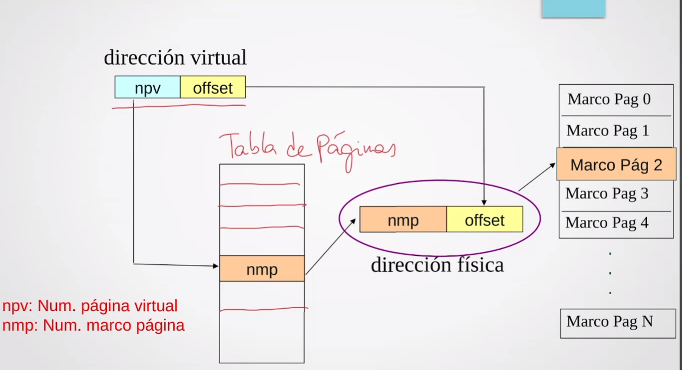 dirección virtual
npv offset
Tabla de Páginas
nmp
nmp offset
dirección física
Marco Pag 0
Marco Pag 1
Marco Pág 2
Marco Pag 3
Marco Pag 4
.
.
.
Marco Pag N
npv: Num. página virtual
nmp: Num. marco página